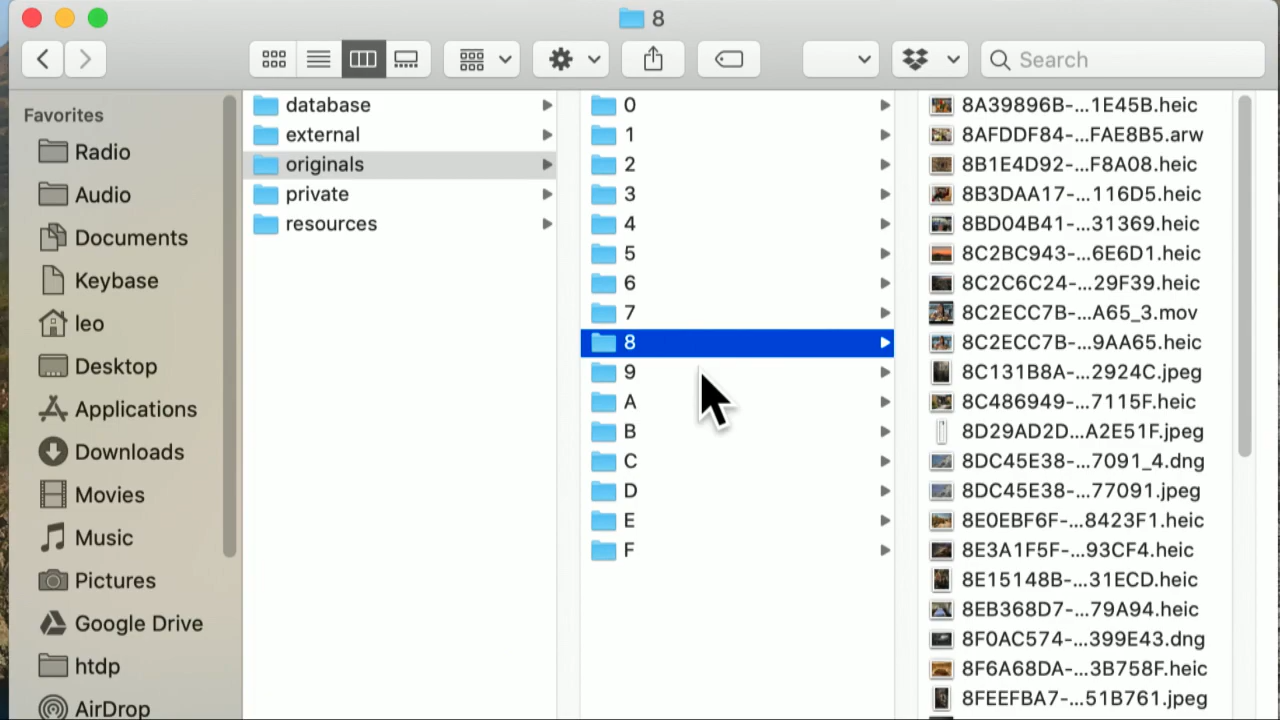 8
Search
Favorites
Radio
Audio
Documents
Keybase
leo
Desktop
Applications
Downloads
Movies
Music
Pictures
Google Drive
htdp
AirDrop
database
external
originals
private
resources
0
1
2
3
4
5
6
7
8
9
A
B
C
D
E
F
8A39896B-...1E45B.heic
8AFDDF84-...FAE8B5.arw
8B1E4D92-...F8A08.heic
8B3DAA17-...116D5.heic
8BD04B41-...31369.heic
8C2BC943-...6E6D1.heic
8C2C6C24-...29F39.heic
8C2ECC7B-...A65_3.mov
8C2ECC7B-...9AA65.heic
8C131B8A-...2924C.jpeg
8C486949-...7115F.heic
8D29AD2D...A2E51F.jpeg
8DC45E38-...7091_4.dng
8DC45E38-...77091.jpeg
8E0EBF6F-...8423F1.heic
8E3A1F5F-...93CF4.heic
8E15148B-...31ECD.heic
8EB368D7-...79A94.heic
8F0AC574-...399E43.dng
8F6A68DA-...3B758F.heic
8FEEFBA7-...51B761.jpeg